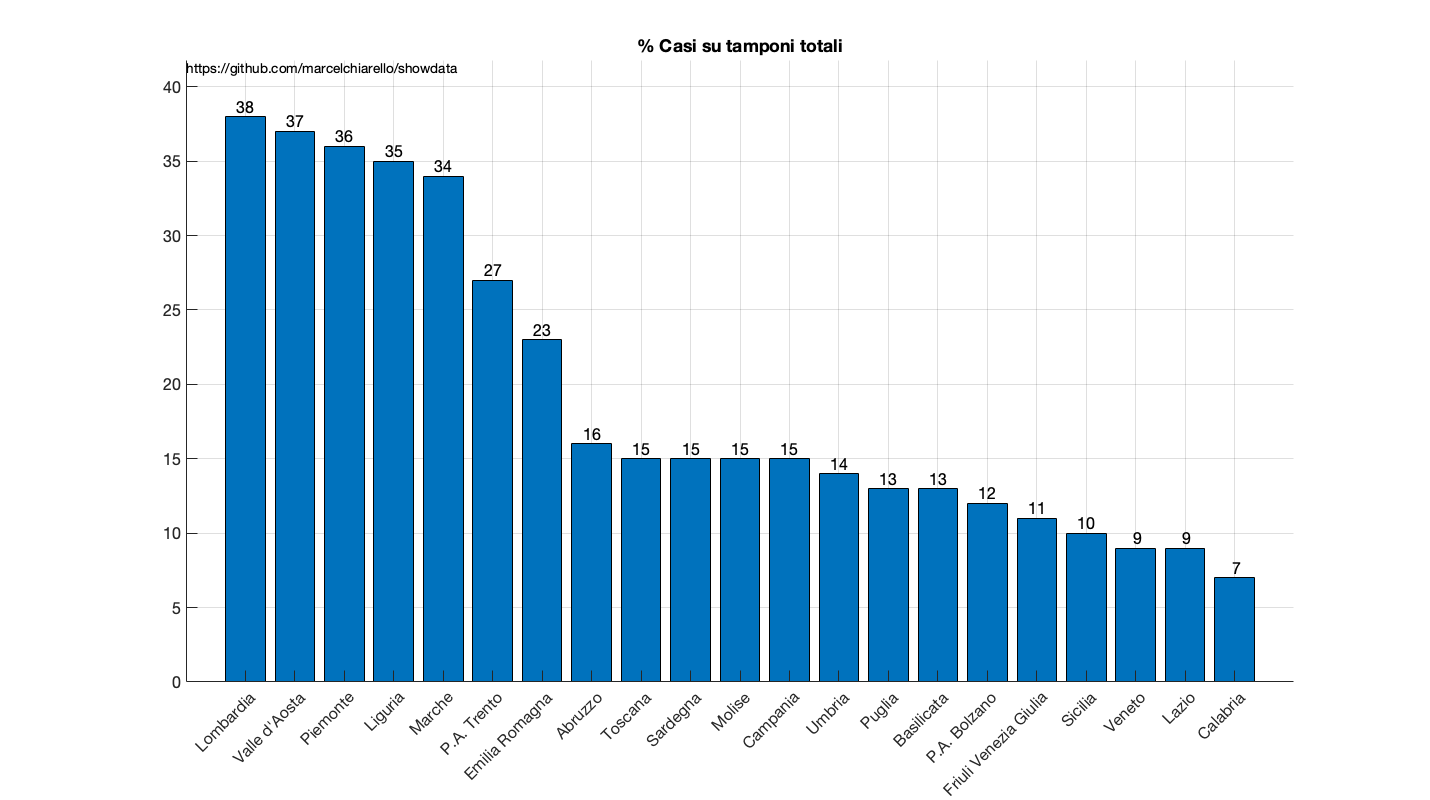 % Casi su tamponi totali
https://github.com/marcelchiarello/showdata
40
35
30
25
20
15
10
5
0
38
37
36
35
34
27
23
16
15
15
15
15
14
13
13
12
11
10
9
9
7
Lombardia
Valle d'Aosta
Piemonte
Liguria
Marche
P.A. Trento
Emilia Romagna
Abruzzo
Toscana
Sardegna
Molise
Campania
Umbria
Puglia
Basilicata
P.A. Bolzano
Friuli Venezia Giulia
Sicilia
Veneto
Lazio
Calabria